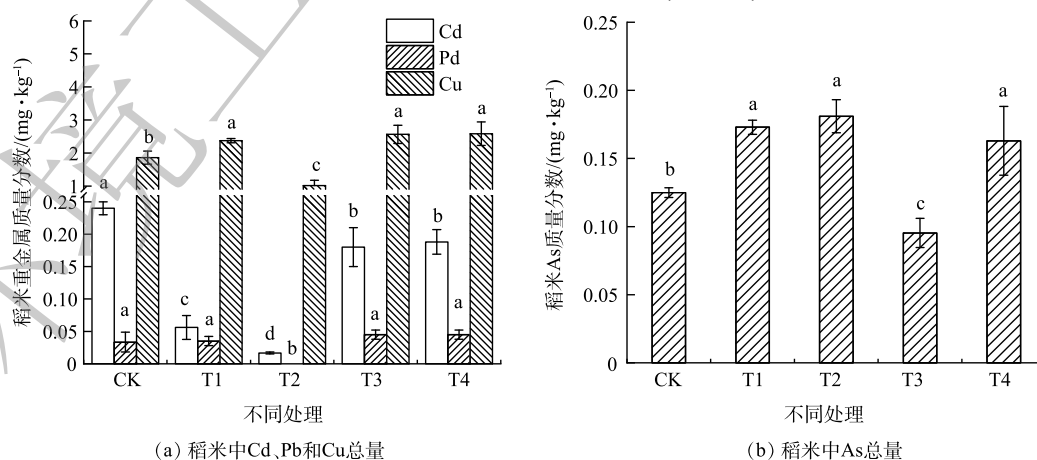 6
5
4
3
2
1
0.25
0.20
0.15
0.10
0.05
0
稻米重金属质量分数/(mg·kg⁻¹)
Cd
Pd
Cu
a
a
b
c
a
a
d
b
c
b
a
a
b
a
a
CK T1 T2 T3 T4
不同处理
(a) 稻米中Cd、Pb和Cu总量
0.25
0.20
0.15
0.10
0.05
0
稻米As质量分数/(mg·kg⁻¹)
b
a
a
c
a
CK T1 T2 T3 T4
不同处理
(b) 稻米中As总量